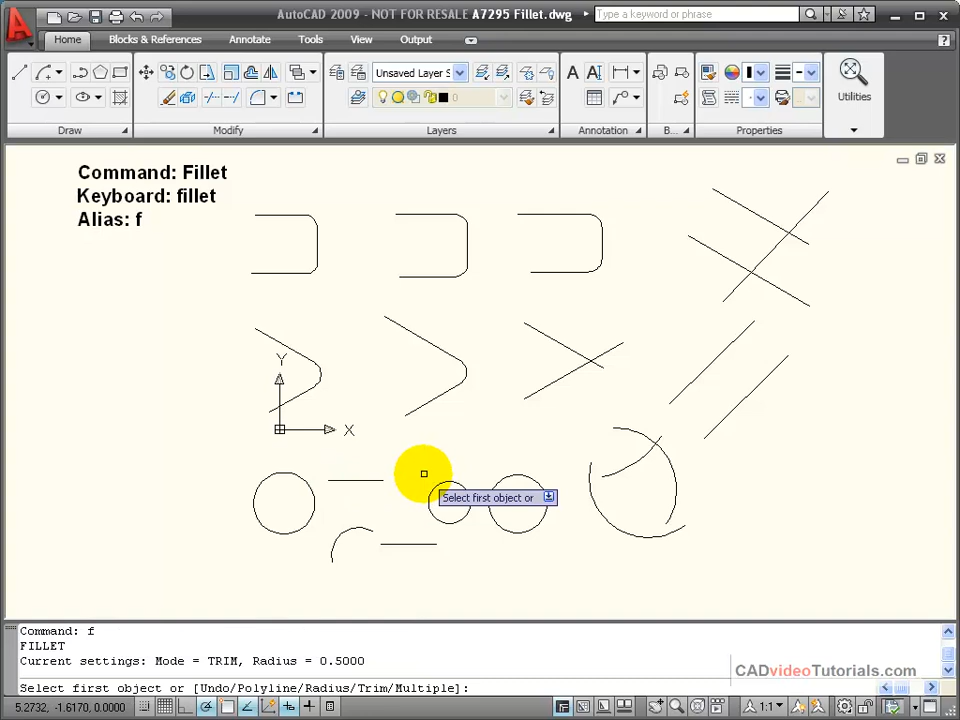 AutoCAD 2009 - NOT FOR RESALE A7295 Fillet.dwg
Type a keyword or phrase
Home Blocks & References Annotate Tools View Output
A A
Unsaved Layer S
0
Utilities
Draw Modify Layers Annotation B... Properties
Command: Fillet
Keyboard: fillet
Alias: f
Y
X
Select first object or
Command: f
FILLET
Current settings: Mode = TRIM, Radius = 0.5000
CADvideoTutorials.com
Select first object or [Undo/Polyline/Radius/Trim/Multiple]:
5.2732, -1.6170, 0.0000
1:1